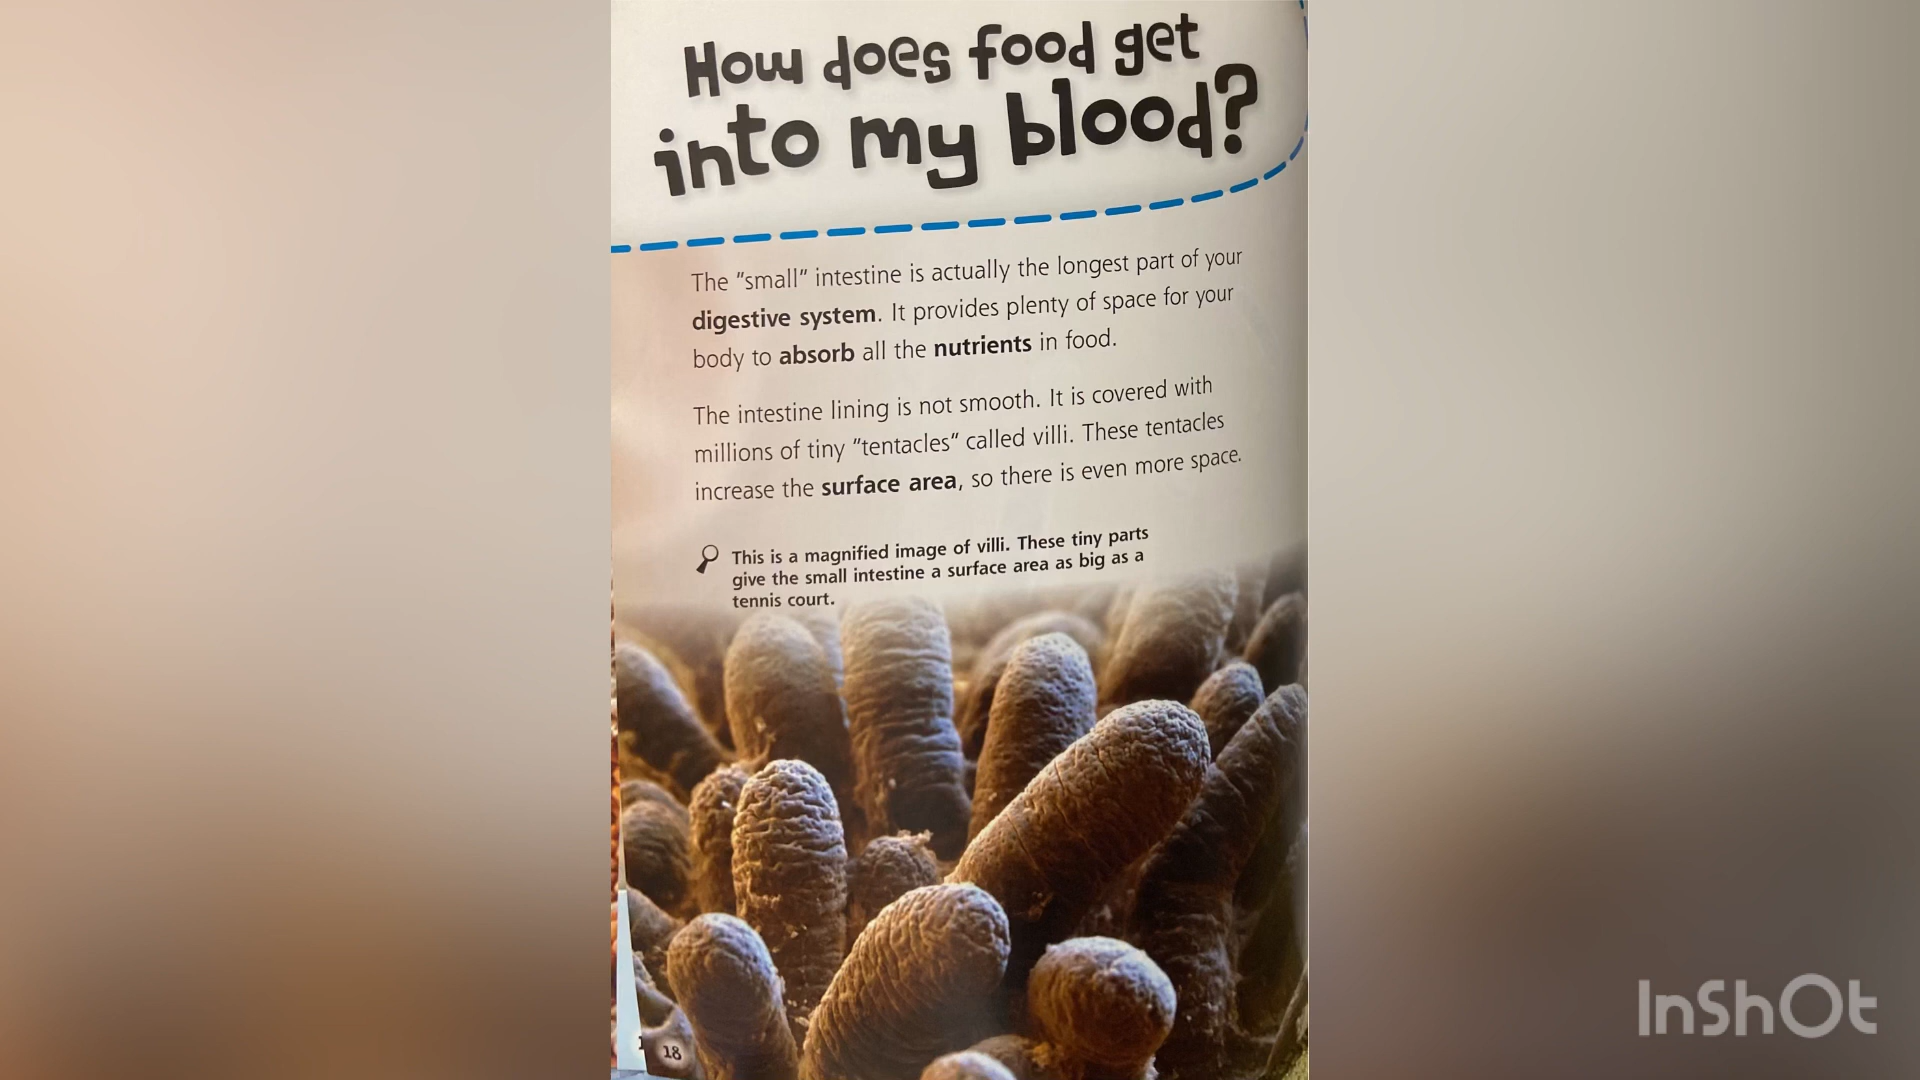 How does food get
into my blood?
The "small" intestine is actually the longest part of your
digestive system. It provides plenty of space for your
body to absorb all the nutrients in food.
The intestine lining is not smooth. It is covered with
millions of tiny "tentacles" called villi. These tentacles
increase the surface area, so there is even more space.
This is a magnified image of villi. These tiny parts
give the small intestine a surface area as big as a
tennis court.
18
InShOt